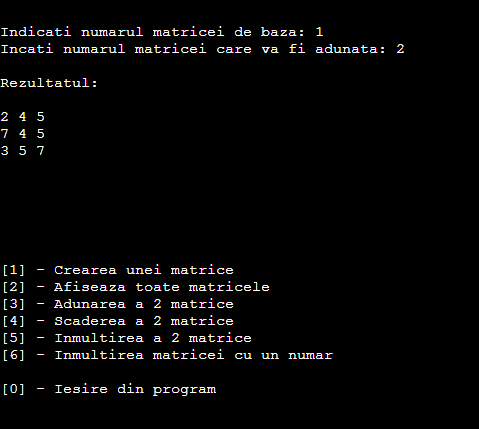 Indicati numarul matricei de baza: 1
Incati numarul matricei care va fi adunata: 2
Rezultatul:
2 4 5
7 4 5
3 5 7
[1] - Crearea unei matrice
[2] - Afiseaza toate matricele
[3] - Adunarea a 2 matrice
[4] - Scaderea a 2 matrice
[5] - Inmultirea a 2 matrice
[6] - Inmultirea matricei cu un numar
[0] - Iesire din program